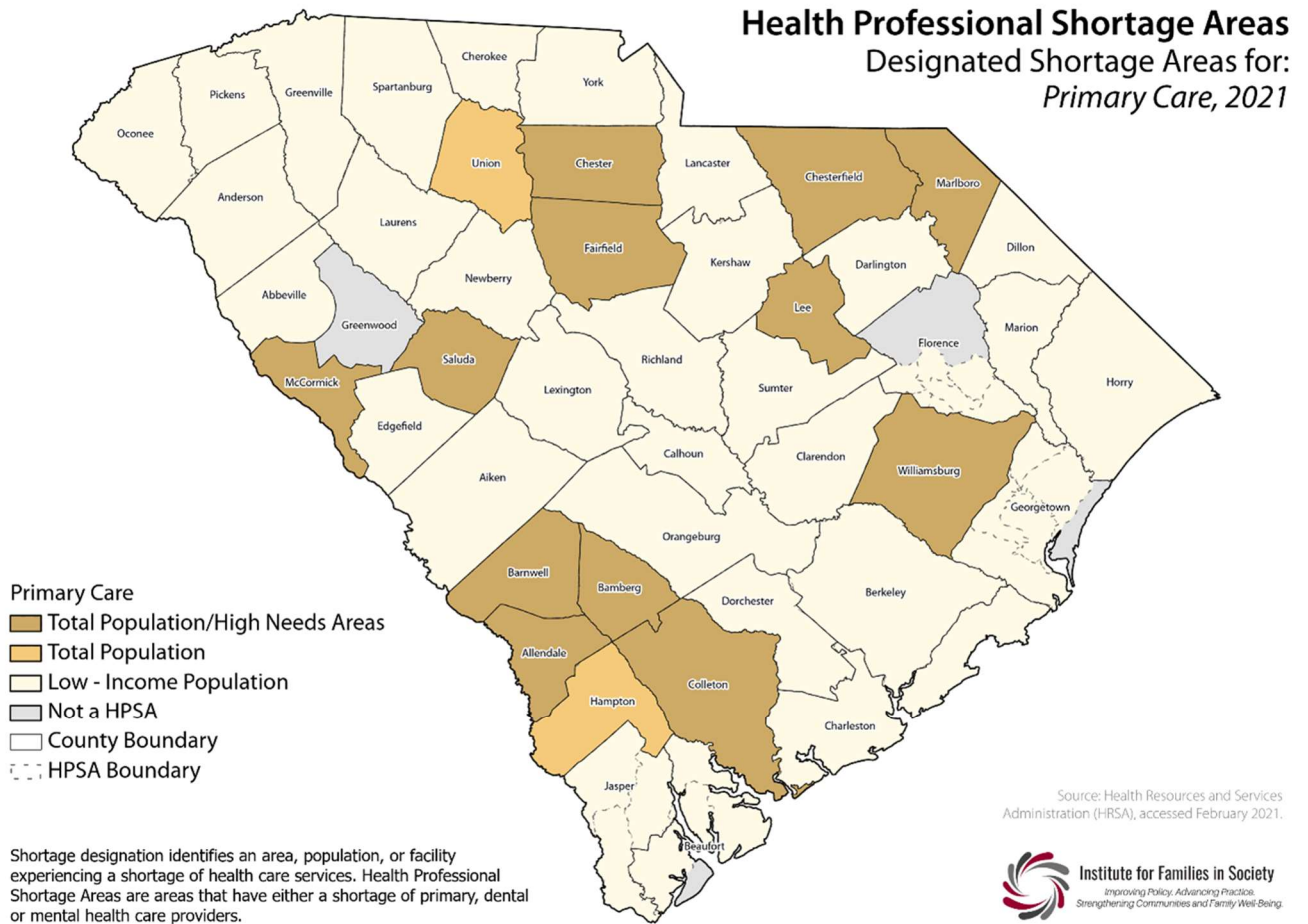 Health Professional Shortage Areas
Designated Shortage Areas for:
Primary Care, 2021
Cherokee
York
Spartanburg
Greenville
Pickens
Oconee
Union
Chester
Lancaster
Chesterfield
Marlboro
Anderson
Laurens
Fairfield
Kershaw
Darlington
Dillon
Newberry
Abbeville
Greenwood
Lee
Marion
Florence
Saluda
Richland
McCormick
Lexington
Sumter
Horry
Edgefield
Calhoun
Clarendon
Williamsburg
Aiken
Georgetown
Orangeburg
Barnwell
Bamberg
Dorchester
Berkeley
Allendale
Colleton
Hampton
Charleston
Jasper
Beaufort
Primary Care
Total Population/High Needs Areas
Total Population
Low - Income Population
Not a HPSA
County Boundary
HPSA Boundary
Shortage designation identifies an area, population, or facility
experiencing a shortage of health care services. Health Professional
Shortage Areas are areas that have either a shortage of primary, dental
or mental health care providers.
Source: Health Resources and Services
Administration (HRSA), accessed February 2021.
Institute for Families in Society
Improving Policy. Advancing Practice.
Strengthening Communities and Family Well-Being.